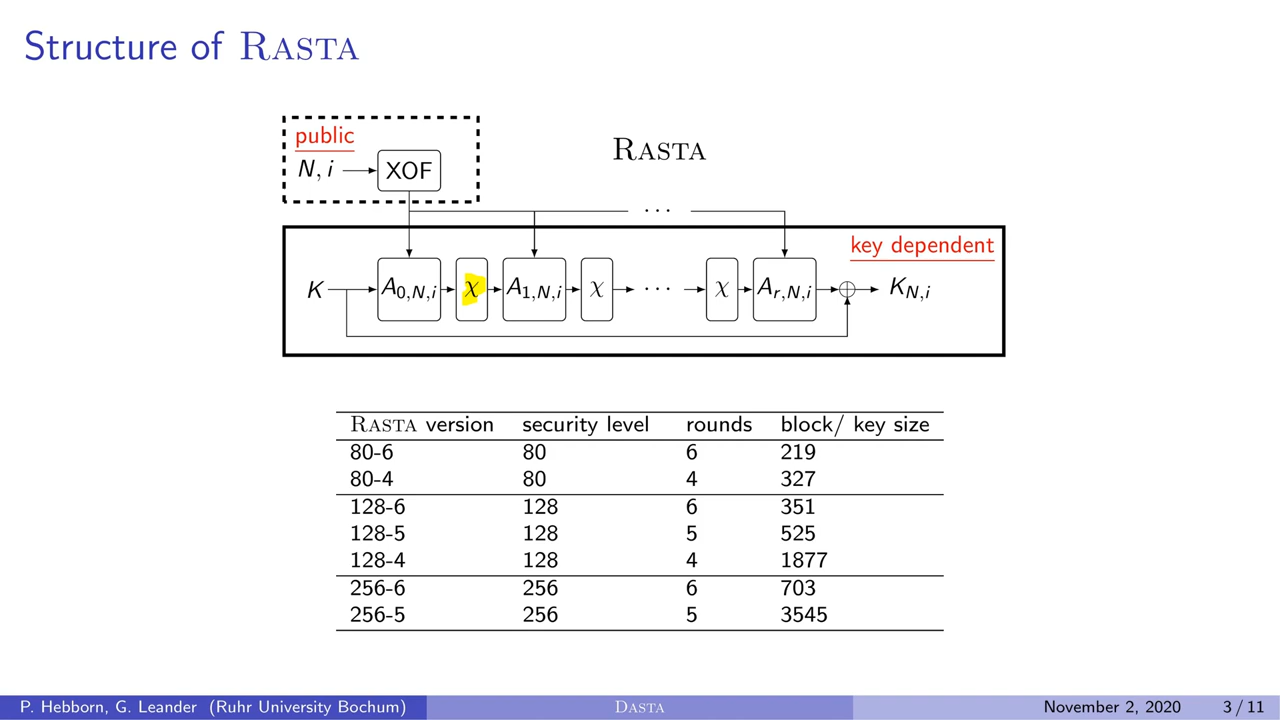 Structure of RASTA
public
N, i
XOF
RASTA
...
key dependent
K
A0,N,i
χ
A1,N,i
χ
...
χ
Ar,N,i
KN,i
RASTA version security level rounds block/ key size
80-6 80 6 219
80-4 80 4 327
128-6 128 6 351
128-5 128 5 525
128-4 128 4 1877
256-6 256 6 703
256-5 256 5 3545
P. Hebborn, G. Leander (Ruhr University Bochum) DASTA November 2, 2020 3 / 11